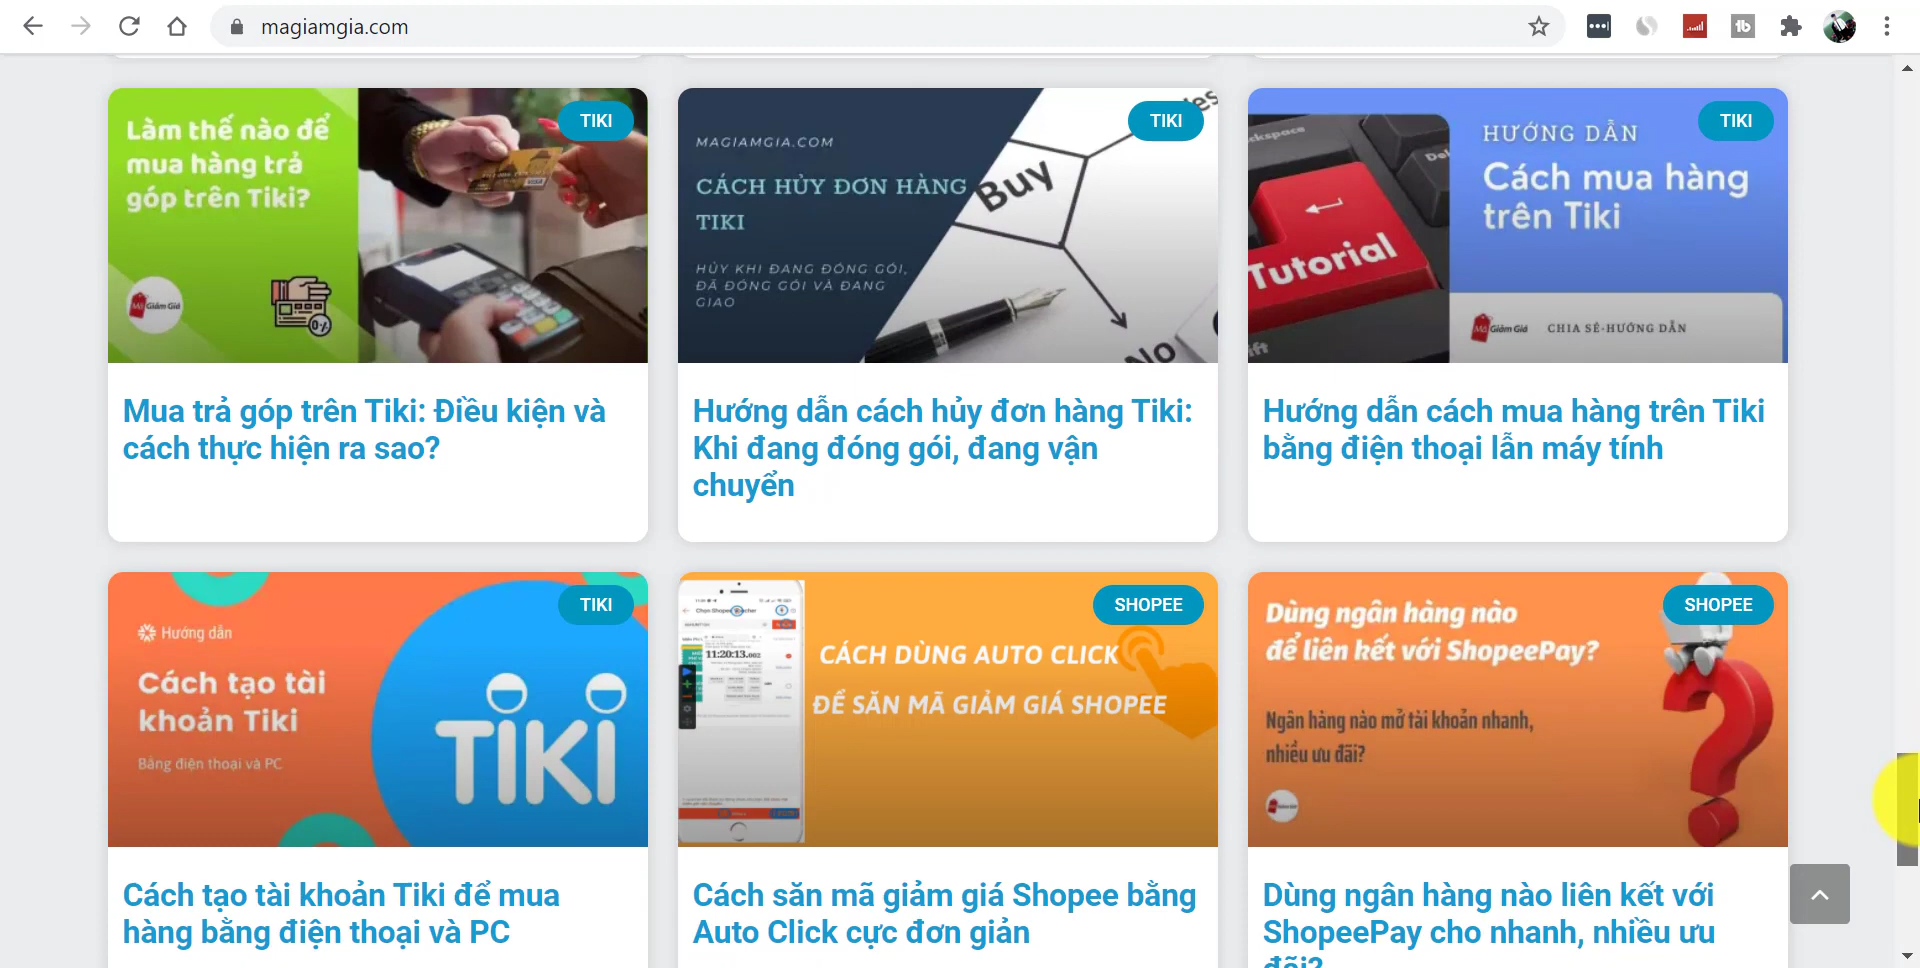 magiamgia.com
Làm thế nào để
mua hàng trả
góp trên Tiki?
TIKI
Mã Giảm Giá
Mua trả góp trên Tiki: Điều kiện và
cách thực hiện ra sao?
MAGIAMGIA.COM
CÁCH HỦY ĐƠN HÀNG
TIKI
HỦY KHI ĐANG ĐÓNG GÓI,
ĐÃ ĐÓNG GÓI VÀ ĐANG
GIAO
Buy
No
TIKI
Hướng dẫn cách hủy đơn hàng Tiki:
Khi đang đóng gói, đang vận
chuyển
Tutorial
HƯỚNG DẪN
Cách mua hàng
trên Tiki
TIKI
Mã Giảm Giá
CHIA SẺ-HƯỚNG DẪN
Hướng dẫn cách mua hàng trên Tiki
bằng điện thoại lẫn máy tính
Hướng dẫn
Cách tạo tài
khoản Tiki
Bằng điện thoại và PC
TIKI
TIKI
Cách tạo tài khoản Tiki để mua
hàng bằng điện thoại và PC
11:20:13.002
CÁCH DÙNG AUTO CLICK
ĐỂ SĂN MÃ GIẢM GIÁ SHOPEE
SHOPEE
Cách săn mã giảm giá Shopee bằng
Auto Click cực đơn giản
Dùng ngân hàng nào
để liên kết với ShopeePay?
Ngân hàng nào mở tài khoản nhanh,
nhiều ưu đãi?
SHOPEE
Dùng ngân hàng nào liên kết với
ShopeePay cho nhanh, nhiều ưu
đãi?